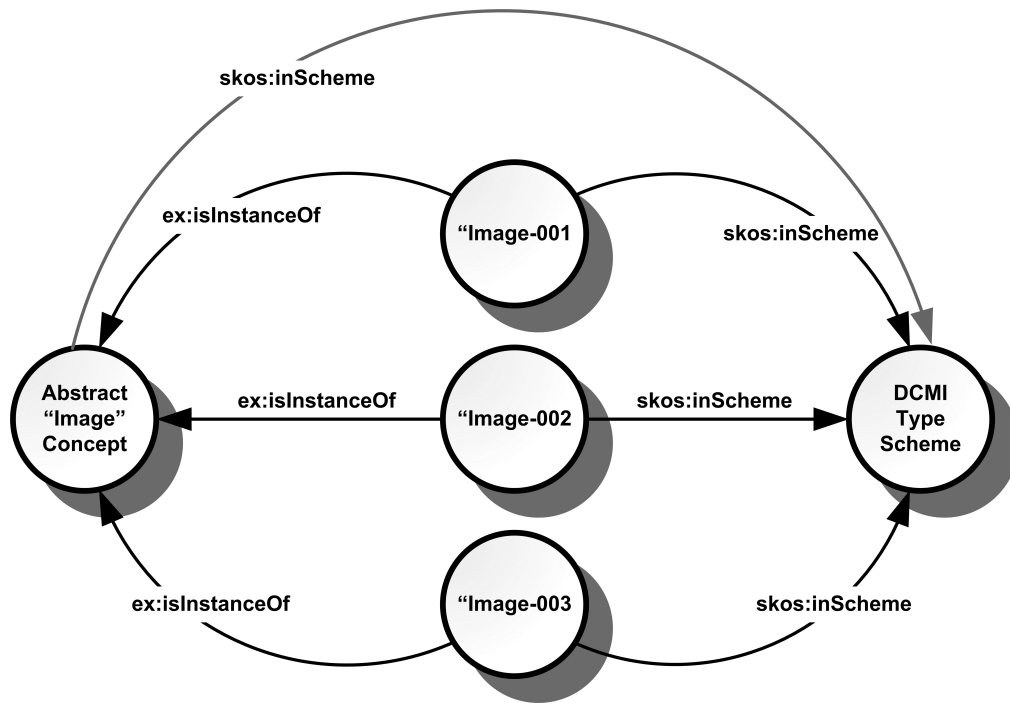 skos:inScheme
ex:isInstanceOf
“Image-001
skos:inScheme
Abstract
“Image”
Concept
ex:isInstanceOf
“Image-002
skos:inScheme
DCMI
Type
Scheme
ex:isInstanceOf
“Image-003
skos:inScheme